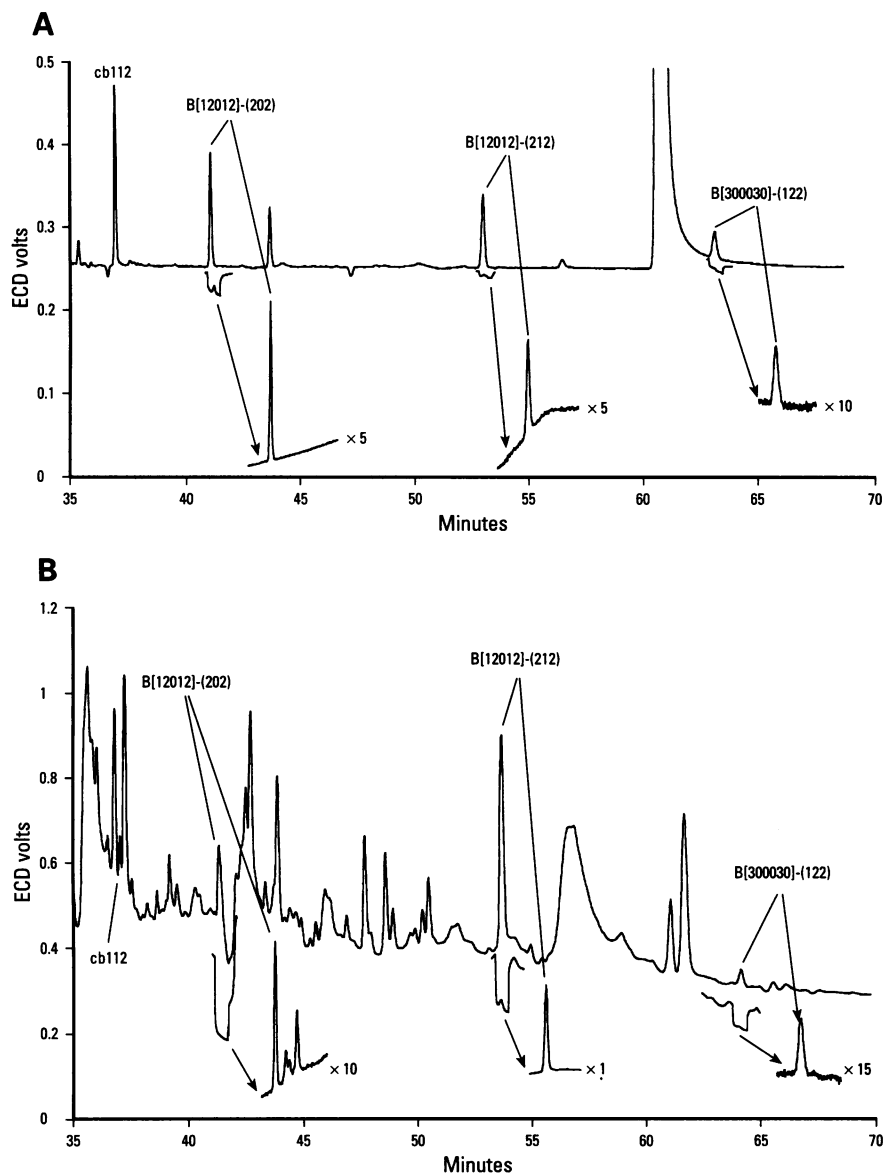 A
0.5
cb112
B[12012]-(202)
0.4
B[12012]-(212)
B[300030]-(122)
0.3
ECD volts
0.2
0.1
× 5
× 5
× 10
0
35 40 45 50 55 60 65 70
Minutes
B
1.2
B[12012]-(212)
B[12012]-(202)
1
0.8
ECD volts
0.6
B[300030]-(122)
cb112
0.4
0.2
× 10
× 1
× 15
0
35 40 45 50 55 60 65 70
Minutes